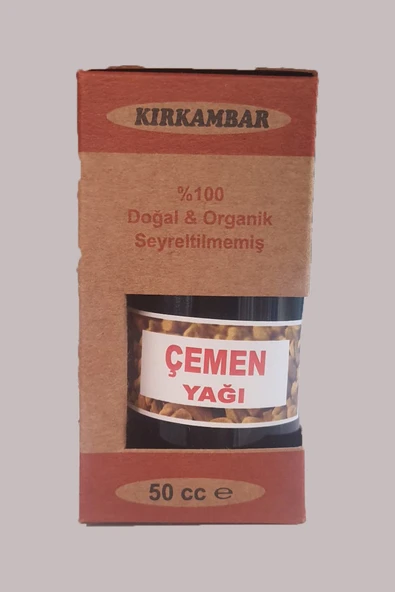 KIRKAMBAR
%100
Doğal & Organik
Seyreltilmemiş
ÇEMEN
YAĞI
50 cc ℮